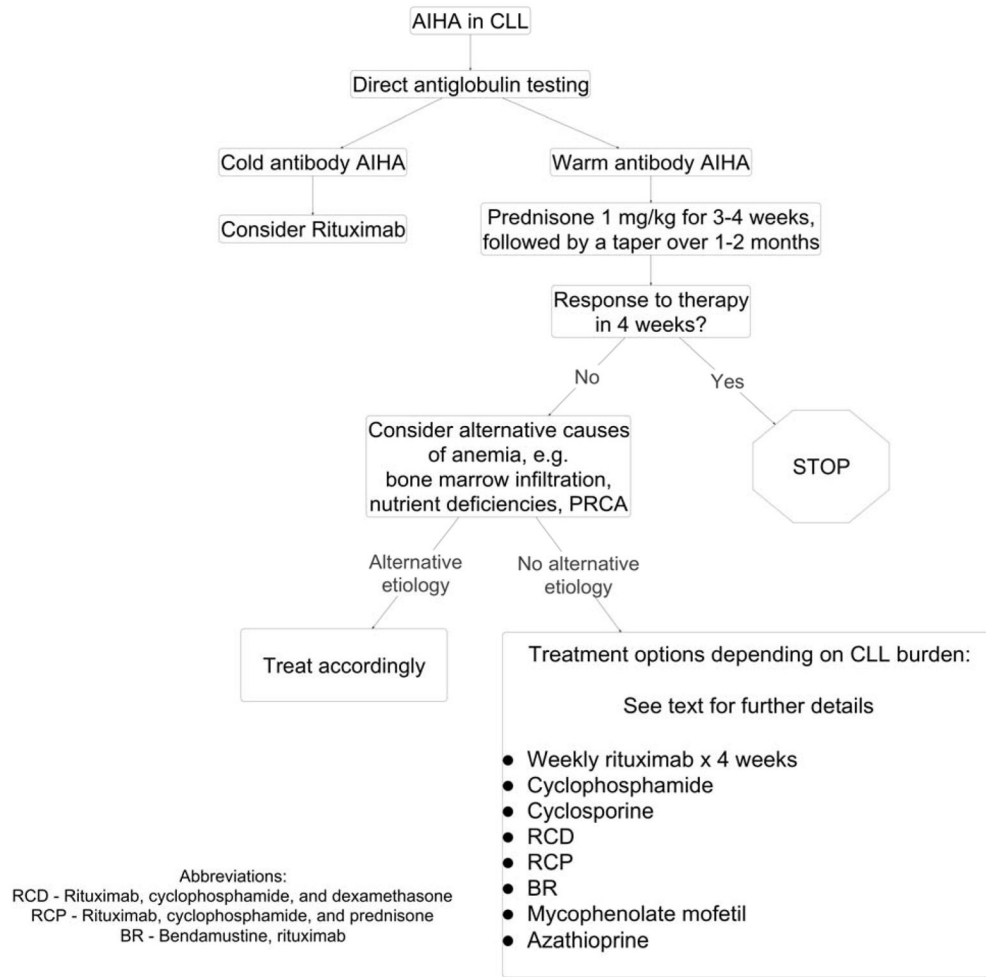 AIHA in CLL
Direct antiglobulin testing
Cold antibody AIHA
Warm antibody AIHA
Consider Rituximab
Prednisone 1 mg/kg for 3-4 weeks,
followed by a taper over 1-2 months
Response to therapy
in 4 weeks?
No
Yes
Consider alternative causes
of anemia, e.g.
bone marrow infiltration,
nutrient deficiencies, PRCA
STOP
Alternative
etiology
No alternative
etiology
Treat accordingly
Treatment options depending on CLL burden:
See text for further details
● Weekly rituximab x 4 weeks
● Cyclophosphamide
● Cyclosporine
● RCD
● RCP
● BR
● Mycophenolate mofetil
● Azathioprine
Abbreviations:
RCD - Rituximab, cyclophosphamide, and dexamethasone
RCP - Rituximab, cyclophosphamide, and prednisone
BR - Bendamustine, rituximab